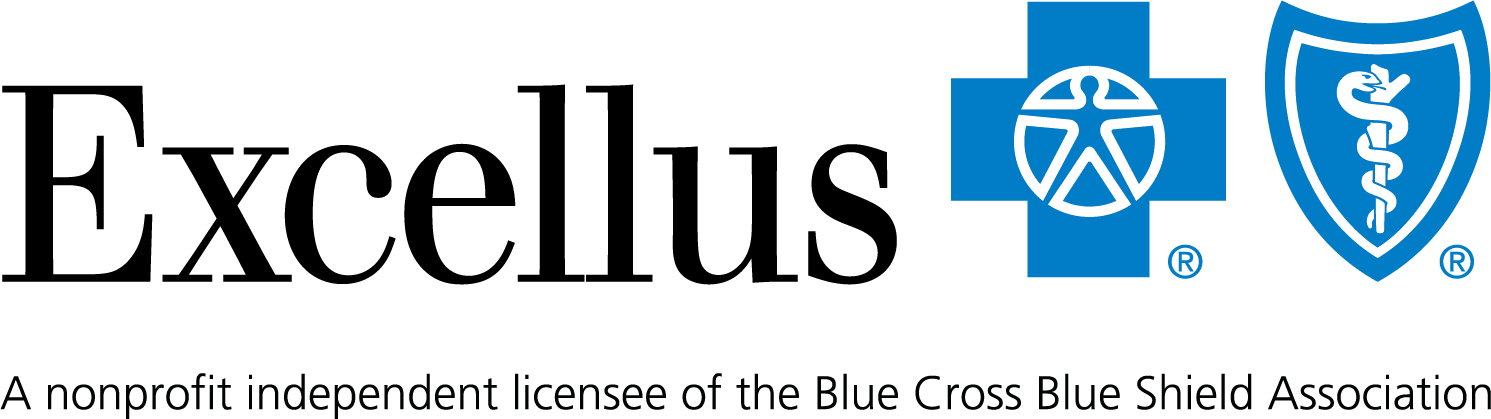 Excellus ® ®
A nonprofit independent licensee of the Blue Cross Blue Shield Association